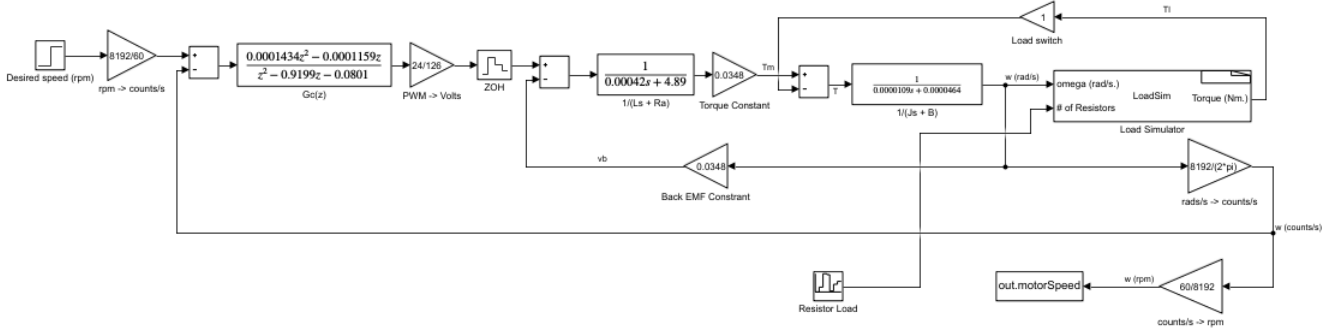 Desired speed (rpm)
8192/60
rpm -> counts/s
+
-
0.0001434z² − 0.0001159z
z² − 0.9199z − 0.0801
Gc(z)
24/126
PWM -> Volts
ZOH
+
-
1
0.00042s + 4.89
1/(Ls + Ra)
0.0348
Torque Constant
Tm
+
-
T
1
0.0000109s + 0.0000464
1/(Js + B)
w (rad/s)
1
Load switch
Tl
omega (rad/s.)
# of Resistors
LoadSim
Torque (Nm.)
Load Simulator
vb
0.0348
Back EMF Constrant
8192/(2*pi)
rads/s -> counts/s
w (counts/s)
Resistor Load
out.motorSpeed
w (rpm)
60/8192
counts/s -> rpm